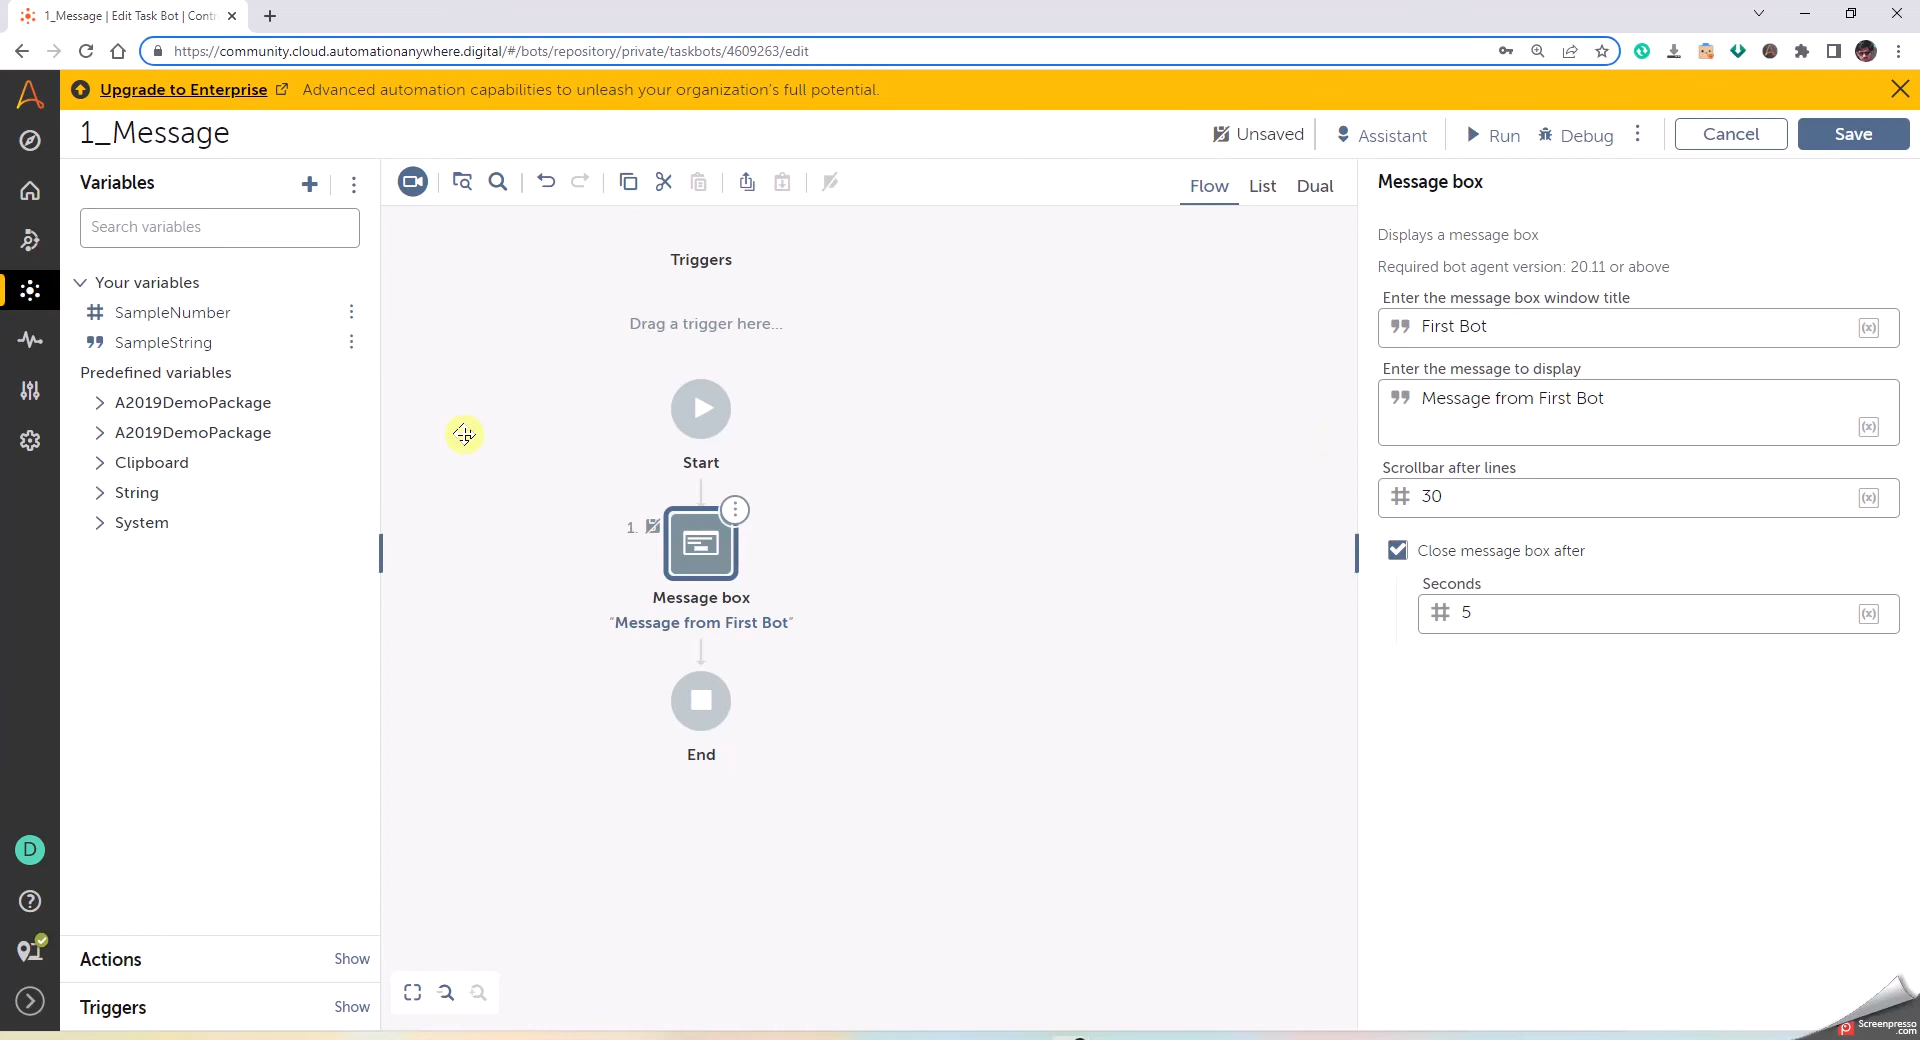 1_Message | Edit Task Bot | Contr
https://community.cloud.automationanywhere.digital/#/bots/repository/private/taskbots/4609263/edit
Upgrade to Enterprise Advanced automation capabilities to unleash your organization's full potential.
1_Message
Unsaved
Assistant
Run
Debug
Cancel
Save
Variables
Search variables
Your variables
SampleNumber
SampleString
Predefined variables
A2019DemoPackage
A2019DemoPackage
Clipboard
String
System
D
Actions
Show
Triggers
Show
Flow
List
Dual
Triggers
Drag a trigger here...
Start
1.
Message box
"Message from First Bot"
End
Message box
Displays a message box
Required bot agent version: 20.11 or above
Enter the message box window title
First Bot
(x)
Enter the message to display
Message from First Bot
(x)
Scrollbar after lines
30
(x)
Close message box after
Seconds
5
(x)
Screenpresso
.com